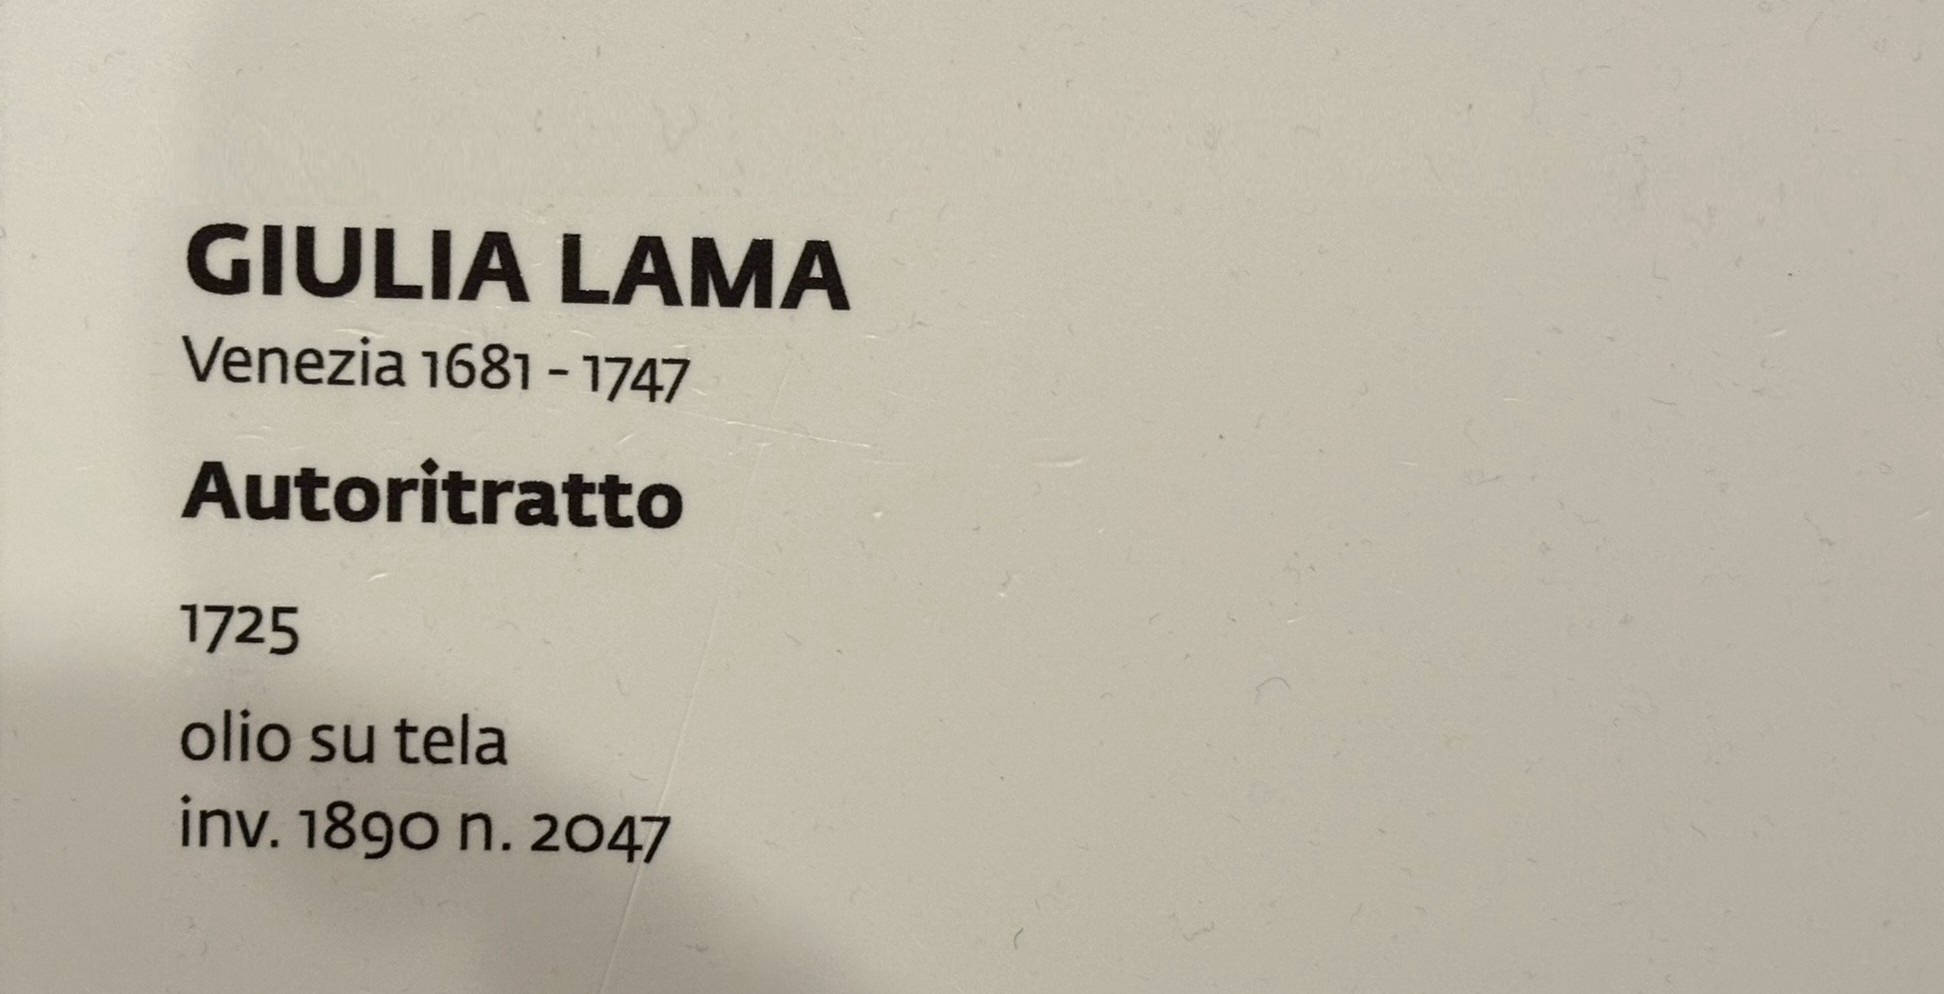 GIULIA LAMA
Venezia 1681 - 1747
Autoritratto
1725
olio su tela
inv. 1890 n. 2047